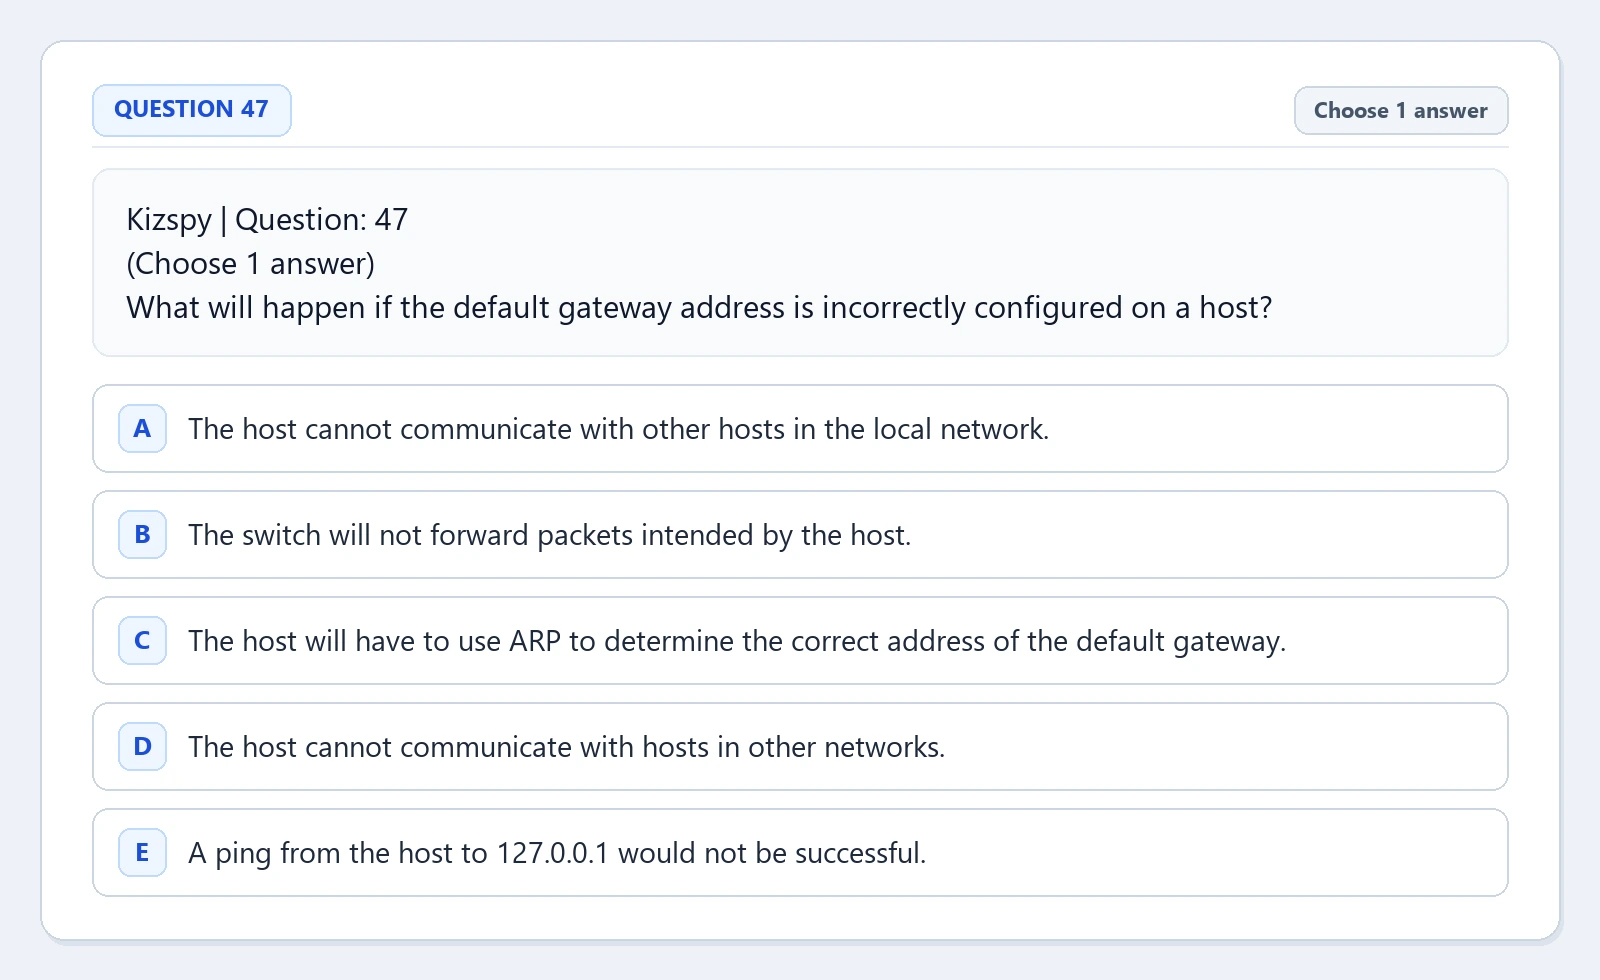 QUESTION 47
Choose 1 answer
Kizspy | Question: 47
(Choose 1 answer)
What will happen if the default gateway address is incorrectly configured on a host?
A The host cannot communicate with other hosts in the local network.
B The switch will not forward packets intended by the host.
C The host will have to use ARP to determine the correct address of the default gateway.
D The host cannot communicate with hosts in other networks.
E A ping from the host to 127.0.0.1 would not be successful.